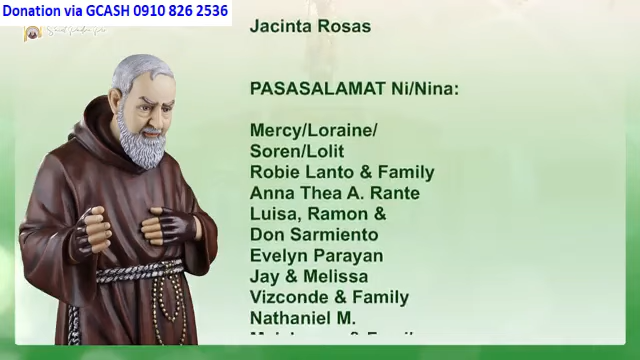 Donation via GCASH 0910 826 2536
Jacinta Rosas
PASASALAMAT Ni/Nina:
Mercy/Loraine/
Soren/Lolit
Robie Lanto & Family
Anna Thea A. Rante
Luisa, Ramon &
Don Sarmiento
Evelyn Parayan
Jay & Melissa
Vizconde & Family
Nathaniel M.